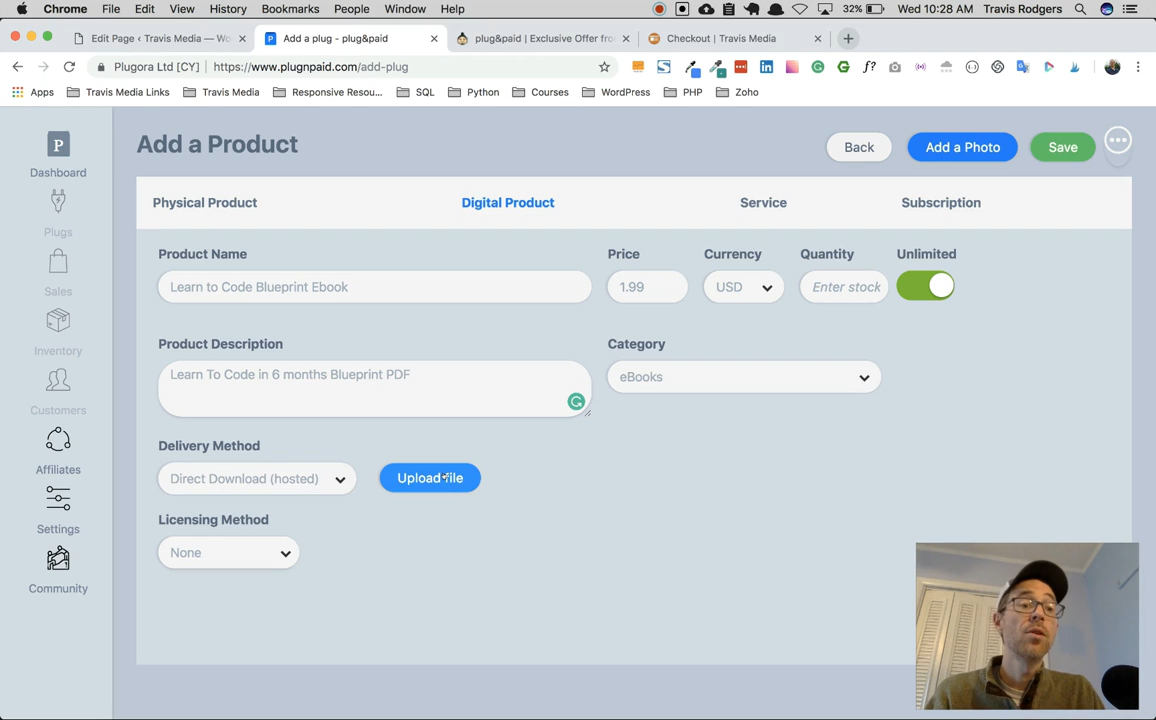 Chrome File Edit View History Bookmarks People Window Help 32% Wed 10:28 AM Travis Rodgers
Edit Page ‹ Travis Media — Wo Add a plug - plug&paid plug&paid | Exclusive Offer fro Checkout | Travis Media
Plugora Ltd [CY] https://www.plugnpaid.com/add-plug
Apps Travis Media Links Travis Media Responsive Resou... SQL Python Courses WordPress PHP Zoho
P
Dashboard
Plugs
Sales
Inventory
Customers
Affiliates
Settings
Community
Add a Product
Back Add a Photo Save
Physical Product Digital Product Service Subscription
Product Name Price Currency Quantity Unlimited
Learn to Code Blueprint Ebook 1.99 USD Enter stock
Product Description Category
Learn To Code in 6 months Blueprint PDF eBooks
Delivery Method
Direct Download (hosted) Upload file
Licensing Method
None